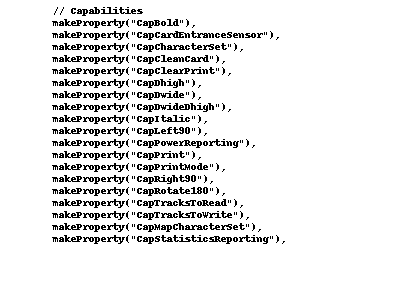 // Capabilities
makeProperty("CapBold"),
makeProperty("CapCardEntranceSensor"),
makeProperty("CapCharacterSet"),
makeProperty("CapCleanCard"),
makeProperty("CapClearPrint"),
makeProperty("CapDhigh"),
makeProperty("CapDwide"),
makeProperty("CapDwideDhigh"),
makeProperty("CapItalic"),
makeProperty("CapLeft90"),
makeProperty("CapPowerReporting"),
makeProperty("CapPrint"),
makeProperty("CapPrintMode"),
makeProperty("CapRight90"),
makeProperty("CapRotate180"),
makeProperty("CapTracksToRead"),
makeProperty("CapTracksToWrite"),
makeProperty("CapMapCharacterSet"),
makeProperty("CapStatisticsReporting"),